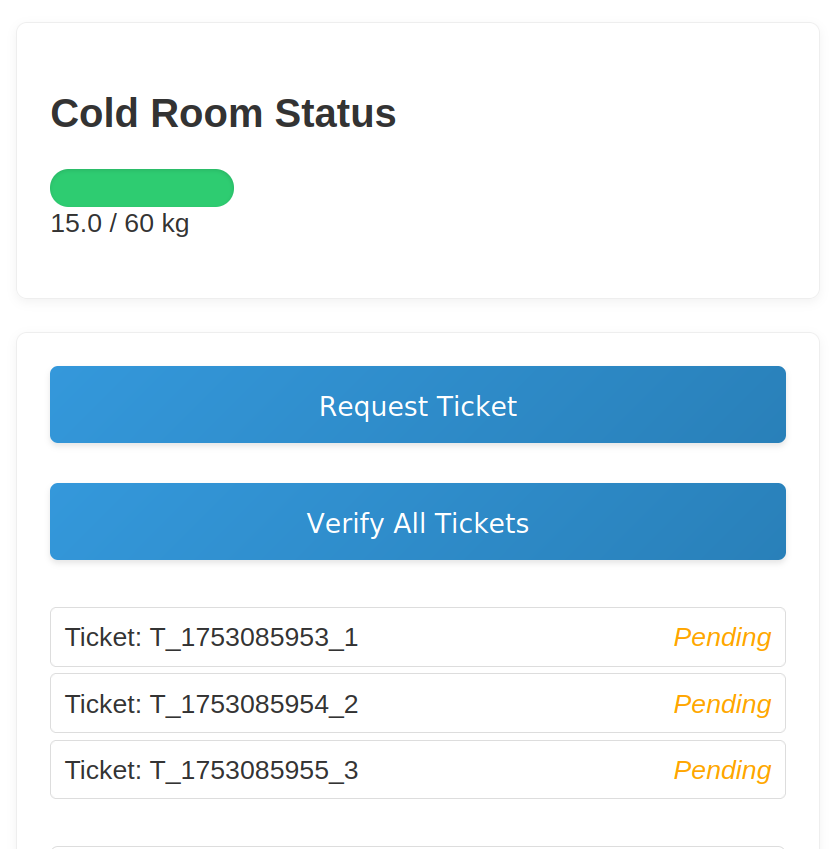 Cold Room Status
15.0 / 60 kg
Request Ticket
Verify All Tickets
Ticket: T_1753085953_1 Pending
Ticket: T_1753085954_2 Pending
Ticket: T_1753085955_3 Pending